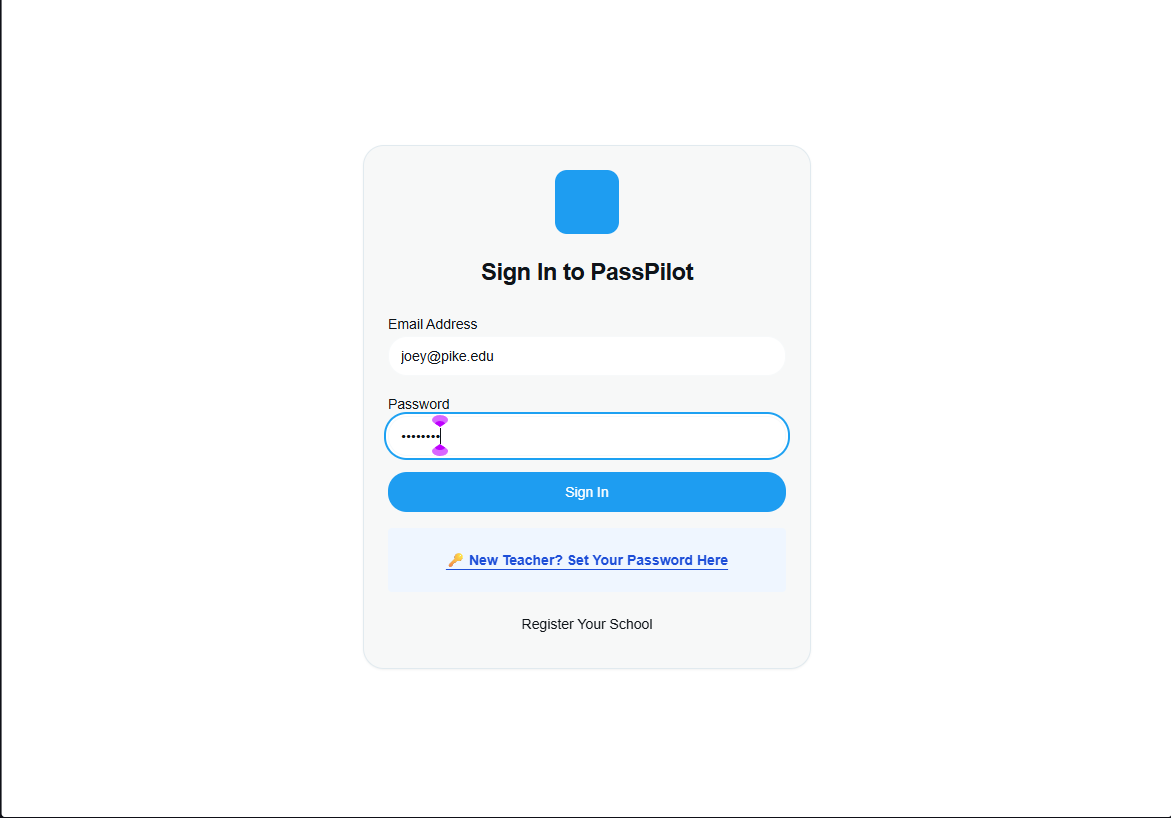 Sign In to PassPilot
Email Address
joey@pike.edu
Password
••••••••
Sign In
🔑 New Teacher? Set Your Password Here
Register Your School